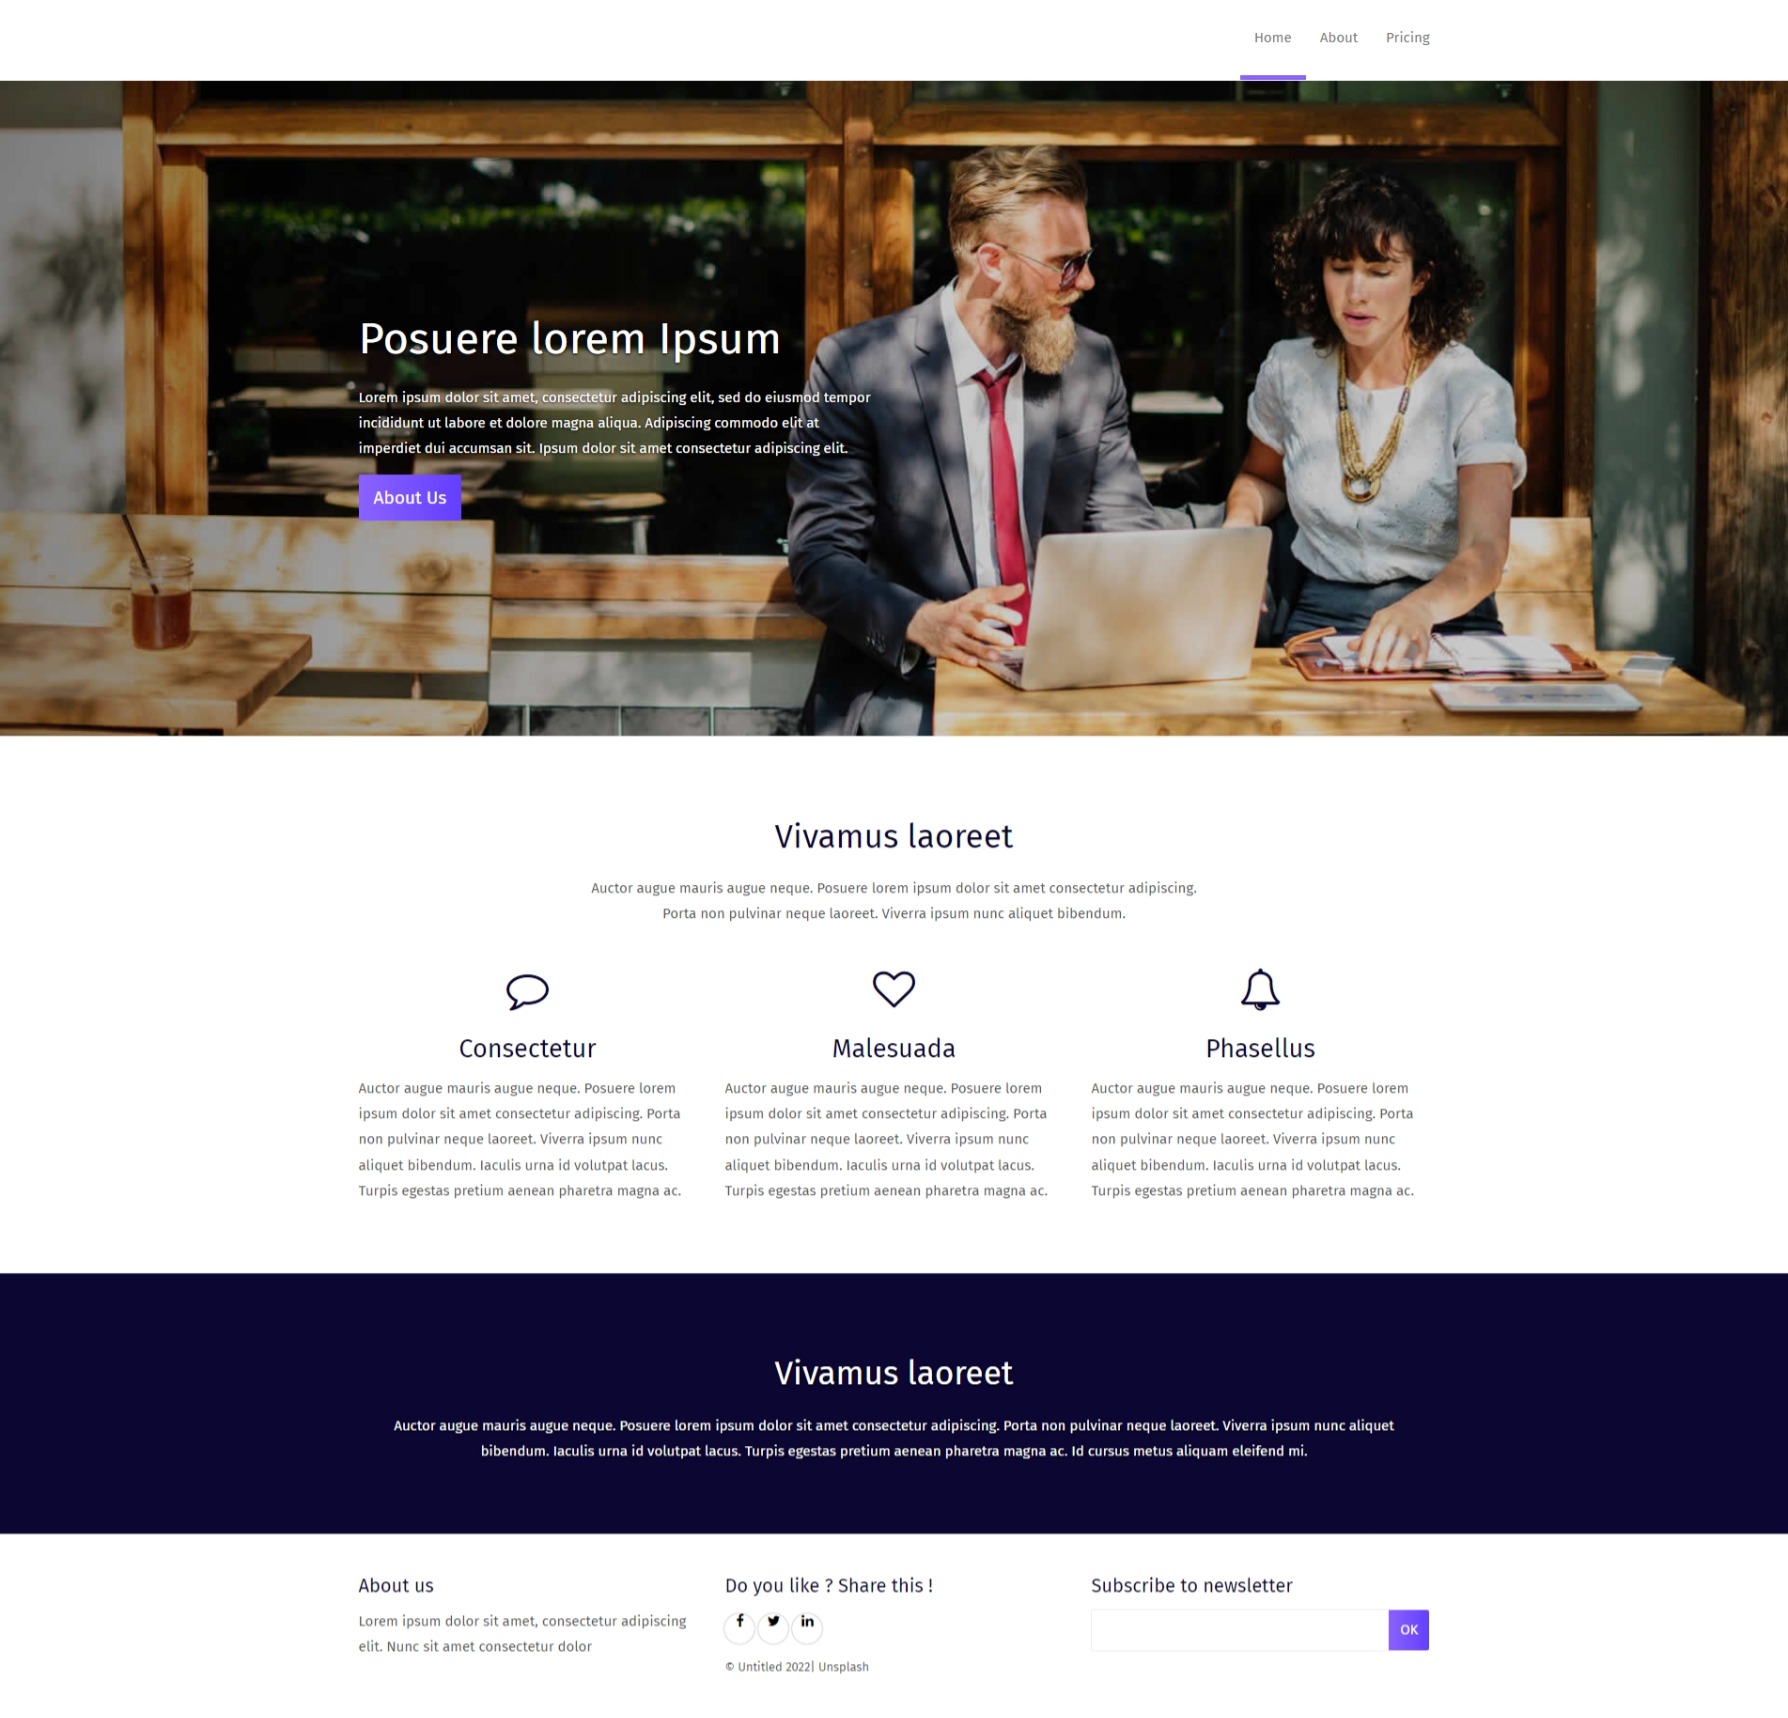 Home About Pricing
Posuere lorem Ipsum
Lorem ipsum dolor sit amet, consectetur adipiscing elit, sed do eiusmod tempor
incididunt ut labore et dolore magna aliqua. Adipiscing commodo elit at
imperdiet dui accumsan sit. Ipsum dolor sit amet consectetur adipiscing elit.
About Us
Vivamus laoreet
Auctor augue mauris augue neque. Posuere lorem ipsum dolor sit amet consectetur adipiscing.
Porta non pulvinar neque laoreet. Viverra ipsum nunc aliquet bibendum.
Consectetur
Auctor augue mauris augue neque. Posuere lorem
ipsum dolor sit amet consectetur adipiscing. Porta
non pulvinar neque laoreet. Viverra ipsum nunc
aliquet bibendum. Iaculis urna id volutpat lacus.
Turpis egestas pretium aenean pharetra magna ac.
Malesuada
Auctor augue mauris augue neque. Posuere lorem
ipsum dolor sit amet consectetur adipiscing. Porta
non pulvinar neque laoreet. Viverra ipsum nunc
aliquet bibendum. Iaculis urna id volutpat lacus.
Turpis egestas pretium aenean pharetra magna ac.
Phasellus
Auctor augue mauris augue neque. Posuere lorem
ipsum dolor sit amet consectetur adipiscing. Porta
non pulvinar neque laoreet. Viverra ipsum nunc
aliquet bibendum. Iaculis urna id volutpat lacus.
Turpis egestas pretium aenean pharetra magna ac.
Vivamus laoreet
Auctor augue mauris augue neque. Posuere lorem ipsum dolor sit amet consectetur adipiscing. Porta non pulvinar neque laoreet. Viverra ipsum nunc aliquet
bibendum. Iaculis urna id volutpat lacus. Turpis egestas pretium aenean pharetra magna ac. Id cursus metus aliquam eleifend mi.
About us
Lorem ipsum dolor sit amet, consectetur adipiscing
elit. Nunc sit amet consectetur dolor
Do you like ? Share this !
f in
© Untitled 2022| Unsplash
Subscribe to newsletter
OK